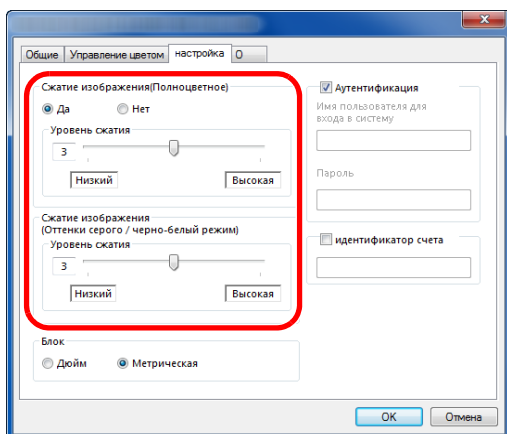 Общие Управление цветом настройка О
Сжатие изображения(Полноцветное)
Да Нет
Уровень сжатия
3
Низкий Высокая
Сжатие изображения
(Оттенки серого / черно-белый режим)
Уровень сжатия
3
Низкий Высокая
Блок
Дюйм Метрическая
Аутентификация
Имя пользователя для
входа в систему
Пароль
идентификатор счета
OK Отмена